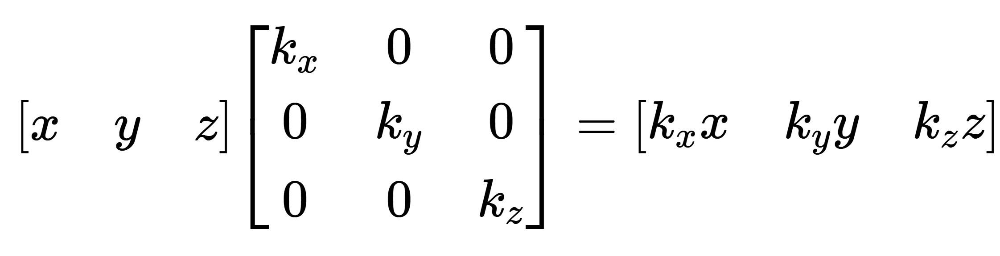 [x y z] [k_x 0 0
0 k_y 0
0 0 k_z] = [k_x x k_y y k_z z]